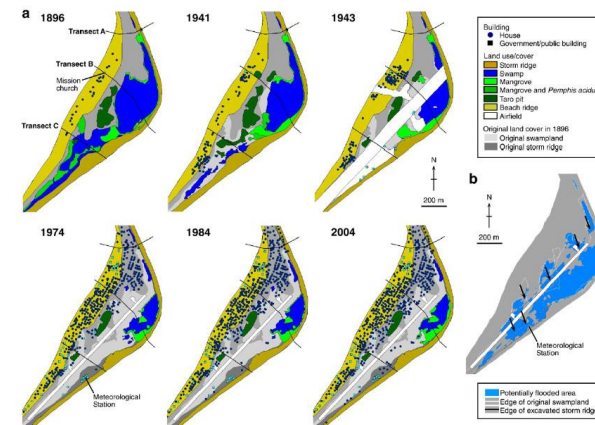 a
1896
1941
1943
Transect A
Transect B
Mission
church
Transect C
N
200 m
Building
House
Government/public building
Land use/cover
Storm ridge
Swamp
Mangrove
Mangrove and Pemphis acidula
Taro pit
Beach ridge
Airfield
Original land cover in 1896
Original swampland
Original storm ridge
b
N
200 m
Meteorological
Station
Potentially flooded area
Edge of original swampland
Edge of excavated storm ridge
1974
1984
2004
Meteorological
Station